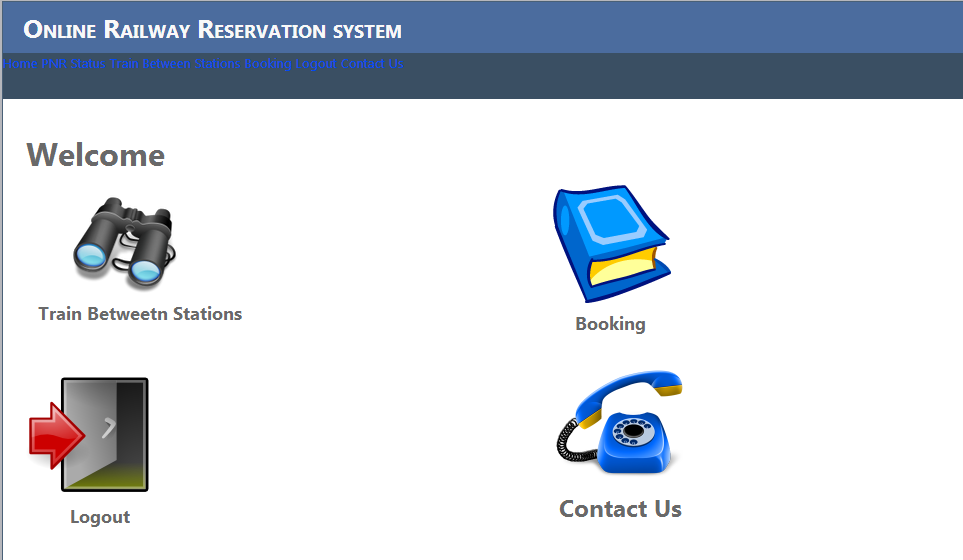 Online Railway Reservation system
Home PNR Status Train between Stations Booking Logout Contact Us
Welcome
Train Betweetn Stations
Booking
Logout
Contact Us